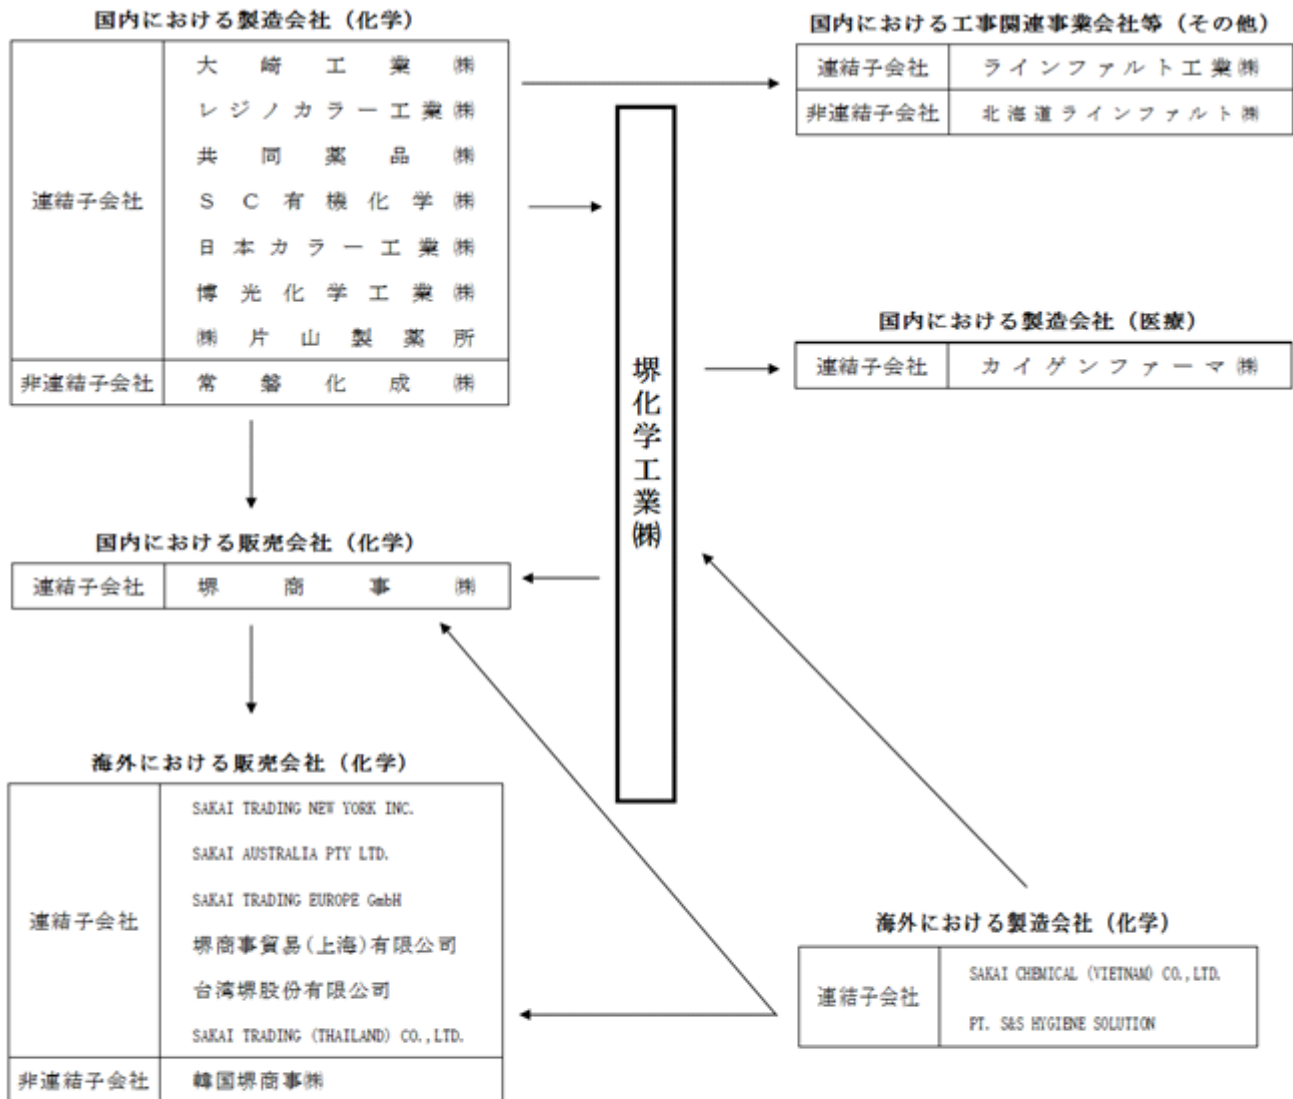 国内における製造会社（化学）
連結子会社
大崎工業㈱
レジノカラー工業㈱
共同薬品㈱
ＳＣ有機化学㈱
日本カラー工業㈱
博光化学工業㈱
㈱片山製薬所
非連結子会社
常磐化成㈱
国内における工事関連事業会社等（その他）
連結子会社
ラインファルト工業㈱
非連結子会社
北海道ラインファルト㈱
堺化学工業㈱
国内における製造会社（医療）
連結子会社
カイゲンファーマ㈱
国内における販売会社（化学）
連結子会社
堺商事㈱
海外における販売会社（化学）
連結子会社
SAKAI TRADING NEW YORK INC.
SAKAI AUSTRALIA PTY LTD.
SAKAI TRADING EUROPE GmbH
堺商事貿易(上海)有限公司
台湾堺股份有限公司
SAKAI TRADING (THAILAND) CO.,LTD.
非連結子会社
韓国堺商事㈱
海外における製造会社（化学）
連結子会社
SAKAI CHEMICAL (VIETNAM) CO.,LTD.
PT. S&S HYGIENE SOLUTION